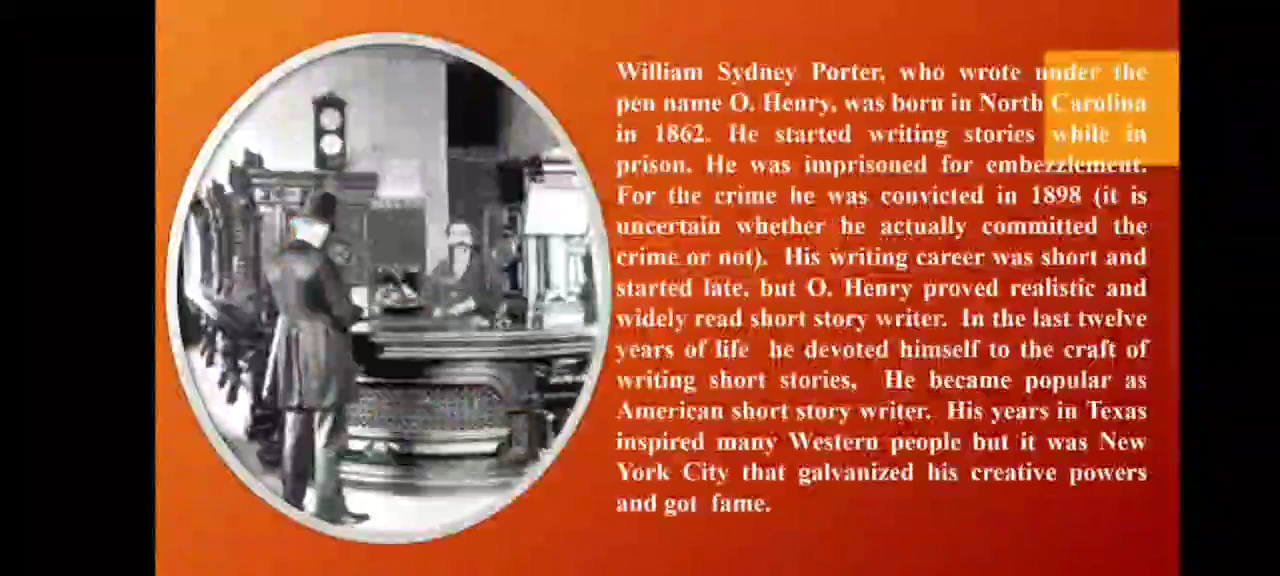 William Sydney Porter, who wrote under the
pen name O. Henry, was born in North Carolina
in 1862. He started writing stories while in
prison. He was imprisoned for embezzlement.
For the crime he was convicted in 1898 (it is
uncertain whether he actually committed the
crime or not). His writing career was short and
started late, but O. Henry proved realistic and
widely read short story writer. In the last twelve
years of life he devoted himself to the craft of
writing short stories, He became popular as
American short story writer. His years in Texas
inspired many Western people but it was New
York City that galvanized his creative powers
and got fame.